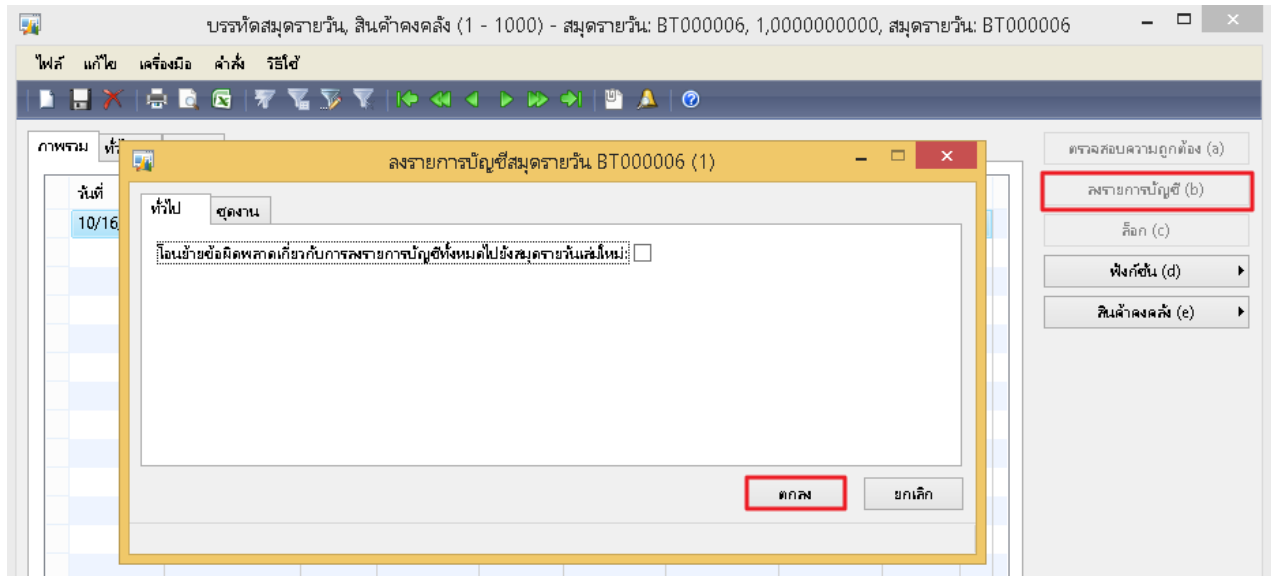 บรรทัดสมุดรายวัน, สินค้าคงคลัง (1 - 1000) - สมุดรายวัน: BT000006, 1,0000000000, สมุดรายวัน: BT000006
ไฟล์ แก้ไข เครื่องมือ คำสั่ง วิธีใช้
ภาพรวม
วันที่
10/16
ลงรายการบัญชีสมุดรายวัน BT000006 (1)
ทั่วไป ชุดงาน
โอนย้ายข้อผิดพลาดเกี่ยวกับการลงรายการบัญชีทั้งหมดไปยังสมุดรายวันเล่มใหม่:
ตกลง ยกเลิก
ตรวจสอบความถูกต้อง (a)
ลงรายการบัญชี (b)
ล็อก (c)
ฟังก์ชัน (d)
สินค้าคงคลัง (e)